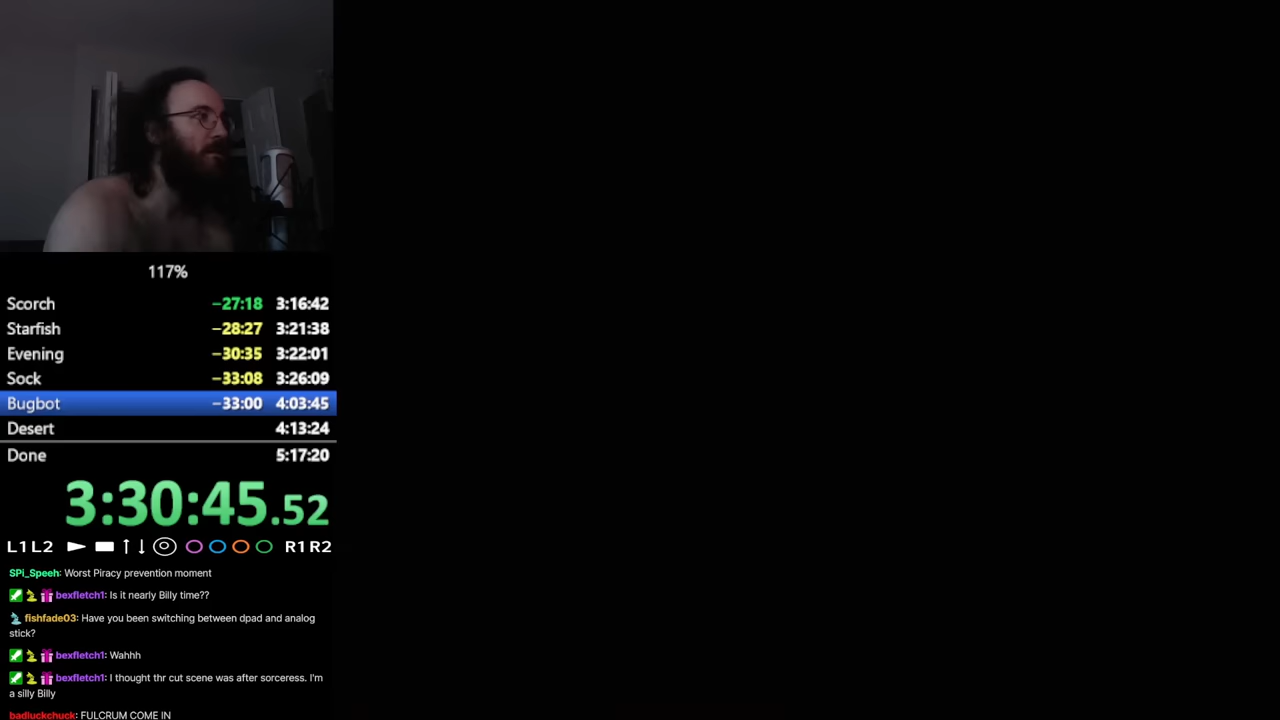 117%
Scorch −27:18 3:16:42
Starfish −28:27 3:21:38
Evening −30:35 3:22:01
Sock −33:08 3:26:09
Bugbot −33:00 4:03:45
Desert 4:13:24
Done 5:17:20
3:30:45.52
L1 L2 R1 R2
SPi_Speeh: Worst Piracy prevention moment
bexfletch1: Is it nearly Billy time??
fishfade03: Have you been switching between dpad and analog
stick?
bexfletch1: Wahhh
bexfletch1: I thought thr cut scene was after sorceress. I'm
a silly Billy
badluckchuck: FULCRUM COME IN